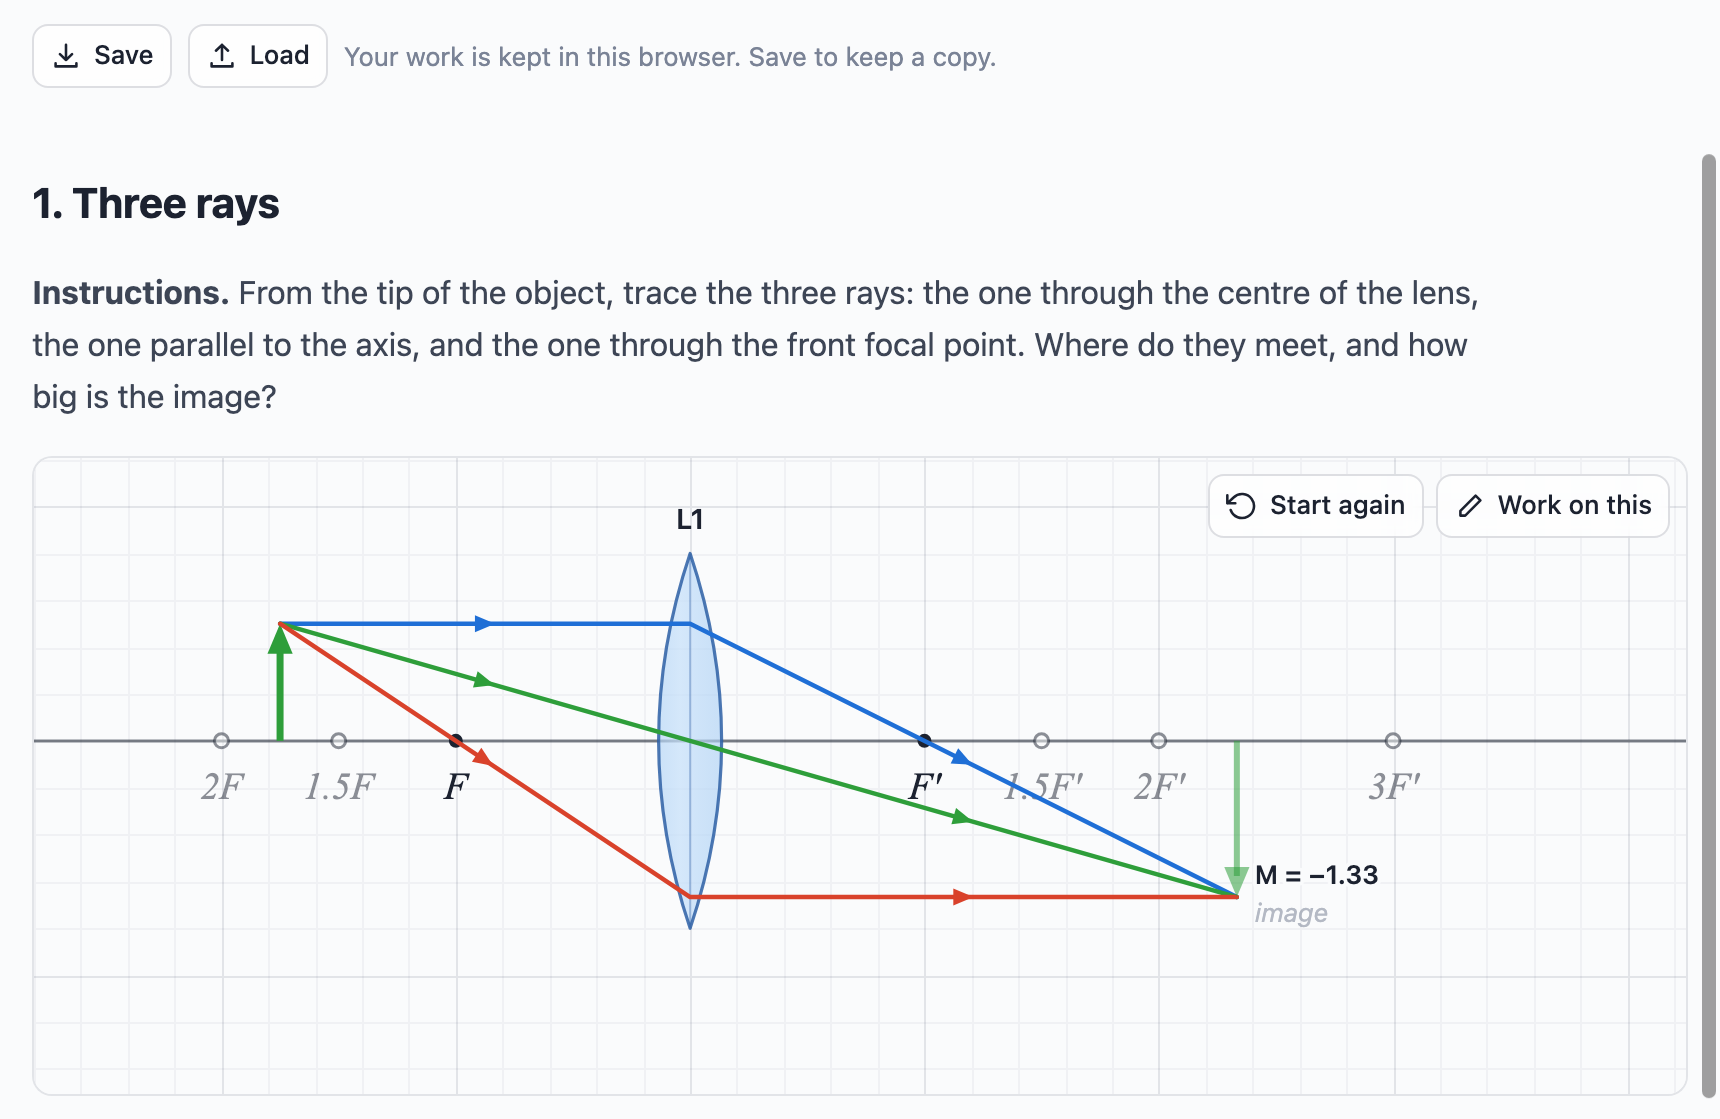 Save
Load
Your work is kept in this browser. Save to keep a copy.
1. Three rays
Instructions. From the tip of the object, trace the three rays: the one through the centre of the lens,
the one parallel to the axis, and the one through the front focal point. Where do they meet, and how
big is the image?
Start again
Work on this
L1
2F
1.5F
F
F′
1.5F′
2F′
3F′
M = −1.33
image